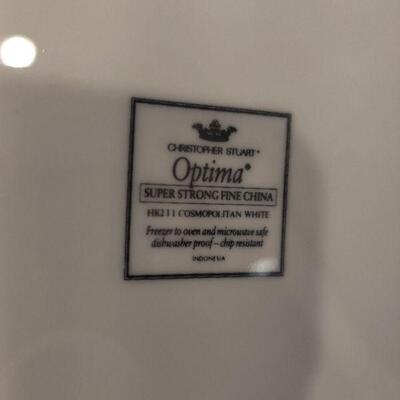 CHRISTOPHER STUART®
Optima®
SUPER STRONG FINE CHINA
HK211 COSMOPOLITAN WHITE
Freezer to oven and microwave safe
dishwasher proof – chip resistant
INDONESIA